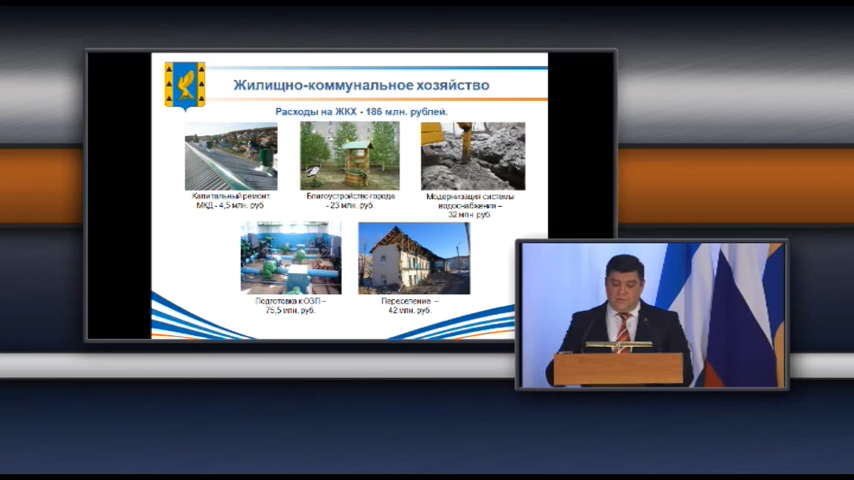 Жилищно-коммунальное хозяйство
Расходы на ЖКХ - 186 млн. рублей.
Капитальный ремонт
МКД - 4,5 млн. руб.
Благоустройство города
- 23 млн. руб.
Модернизация системы
водоснабжения –
32 млн. руб.
Подготовка к ОЗП –
75,5 млн. руб.
Переселение –
42 млн. руб.